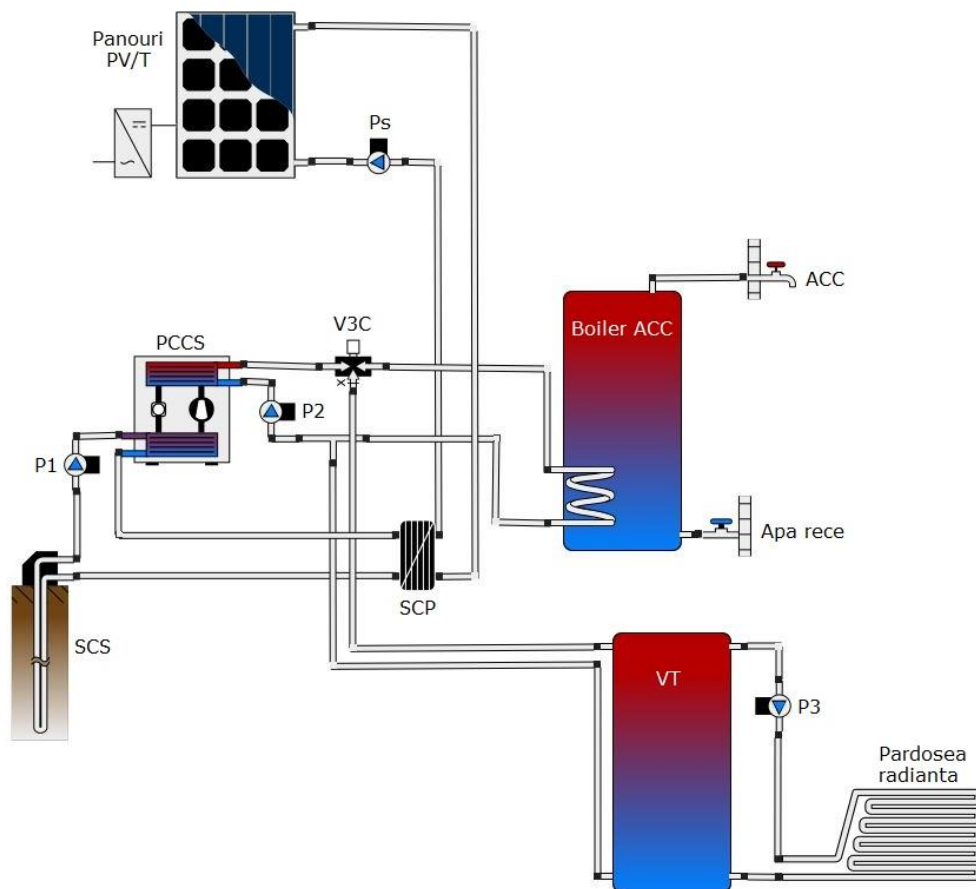 Panouri
PV/T
Ps
ACC
Boiler ACC
V3C
PCCS
P2
P1
Apa rece
SCP
SCS
VT
P3
Pardosea
radianta